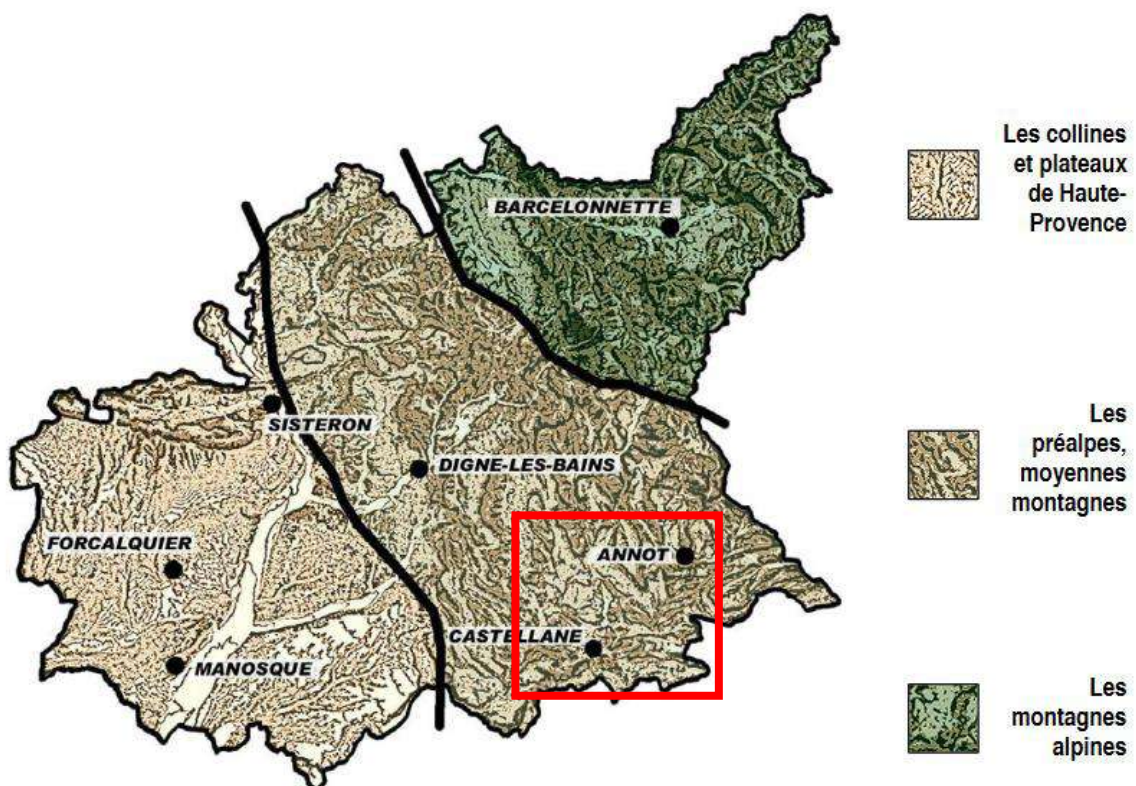 BARCELONNETTE
SISTERON
DIGNE-LES-BAINS
FORCALQUIER
ANNOT
CASTELLANE
MANOSQUE
Les collines
et plateaux
de Haute-
Provence
Les
préalpes,
moyennes
montagnes
Les
montagnes
alpines